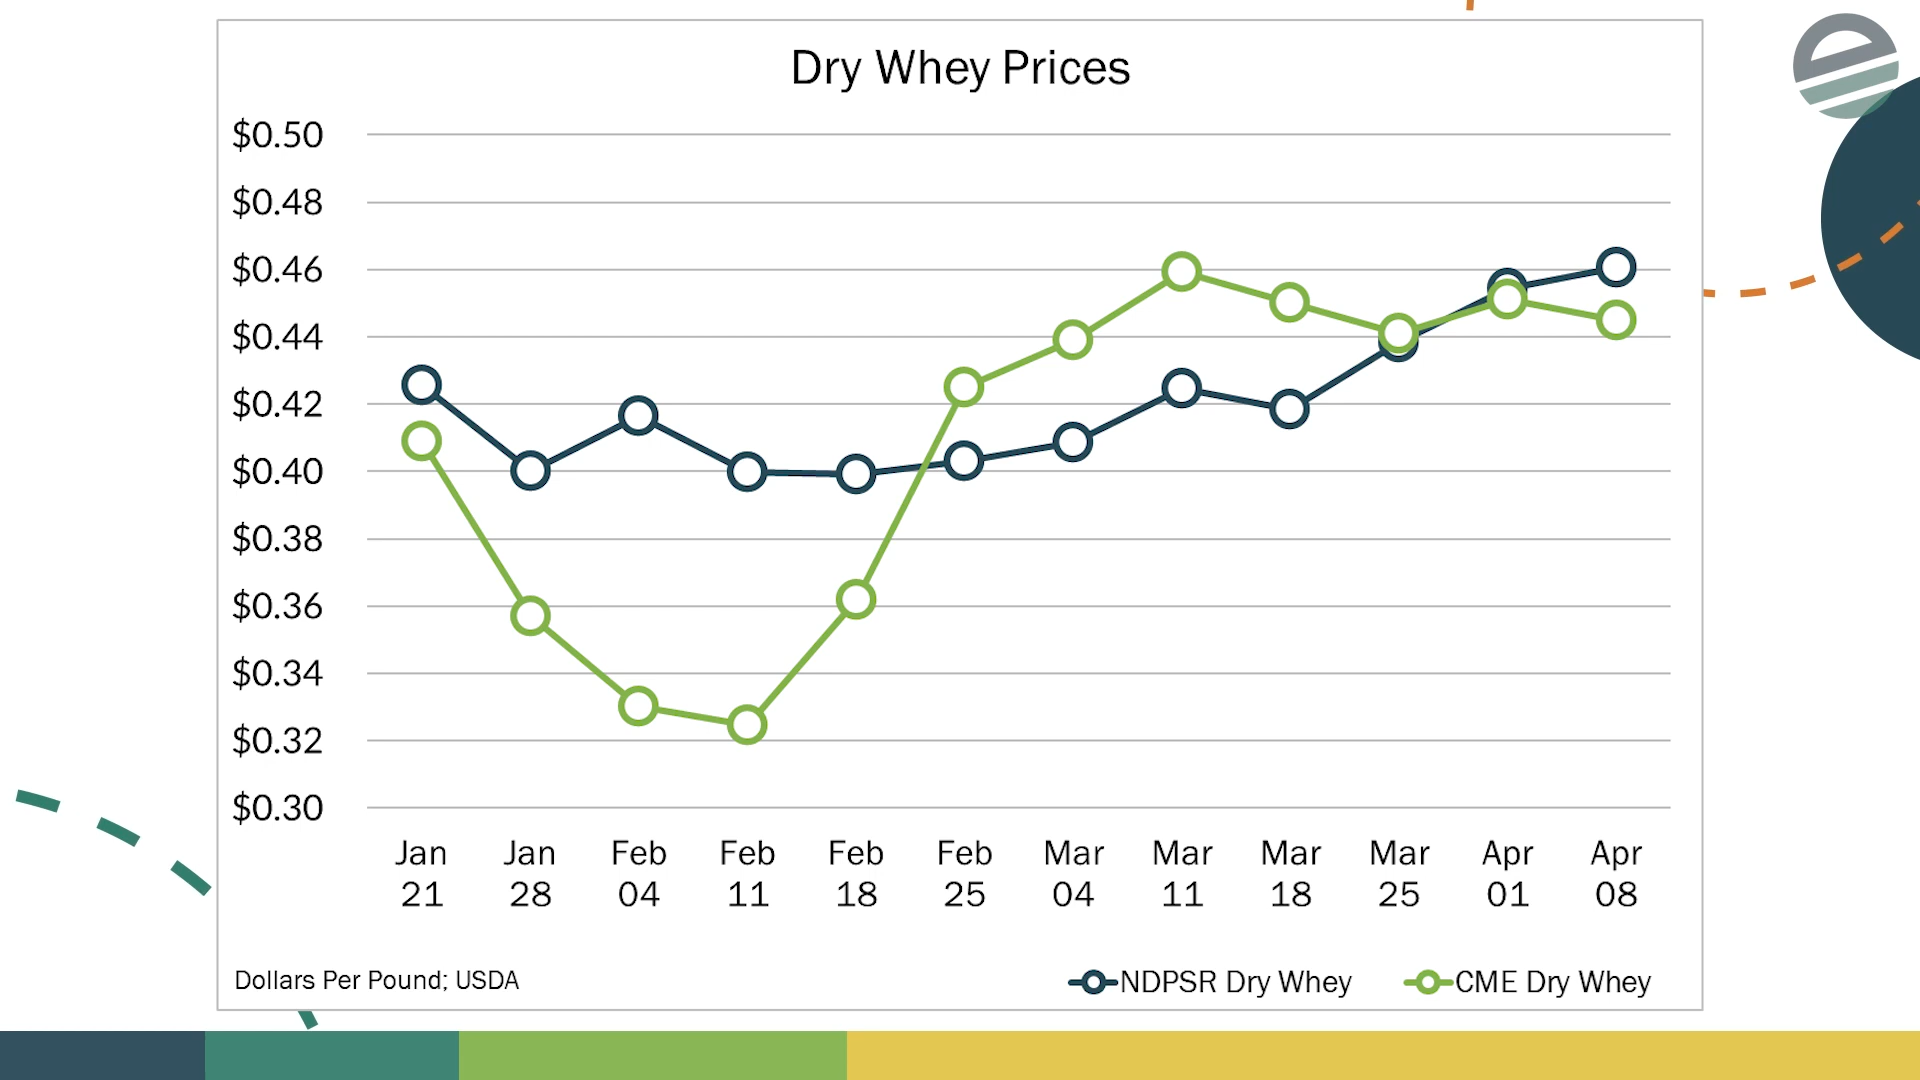 Dry Whey Prices
$0.50
$0.48
$0.46
$0.44
$0.42
$0.40
$0.38
$0.36
$0.34
$0.32
$0.30
Jan Jan Feb Feb Feb Feb Mar Mar Mar Mar Apr Apr
21 28 04 11 18 25 04 11 18 25 01 08
Dollars Per Pound; USDA
NDPSR Dry Whey CME Dry Whey